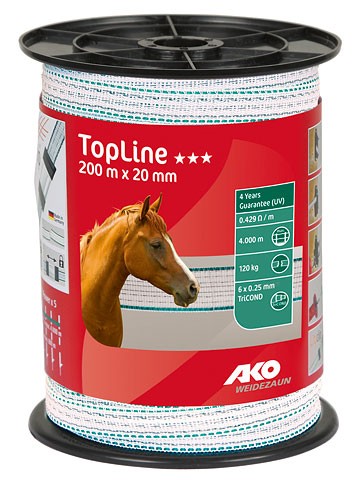 TopLine ★★★
200 m x 20 mm
4 Years
Guarantee (UV)
0.429 Ω / m
4.000 m
120 kg
6 x 0.25 mm
TriCOND
AKO
WEIDEZAUN